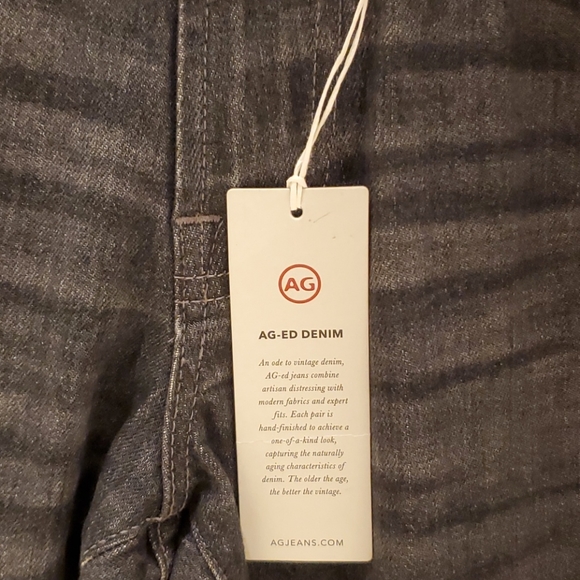 AG
AG-ED DENIM
An ode to vintage denim,
AG-ed jeans combine
artisan distressing with
modern fabrics and expert
fits. Each pair is
hand-finished to achieve a
one-of-a-kind look,
capturing the naturally
aging characteristics of
denim. The older the age,
the better the vintage.
AGJEANS.COM